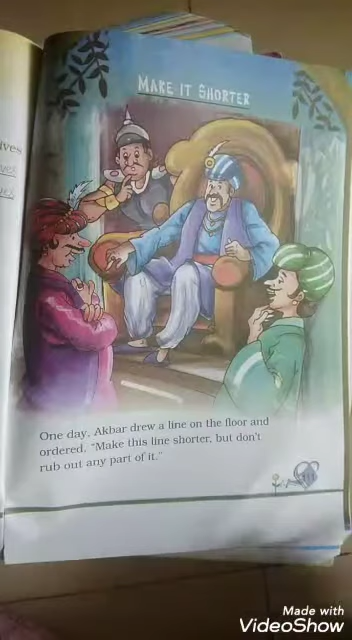 ives
MAKE IT SHORTER
One day, Akbar drew a line on the floor and
ordered, "Make this line shorter, but don't
rub out any part of it."
Made with
VideoShow